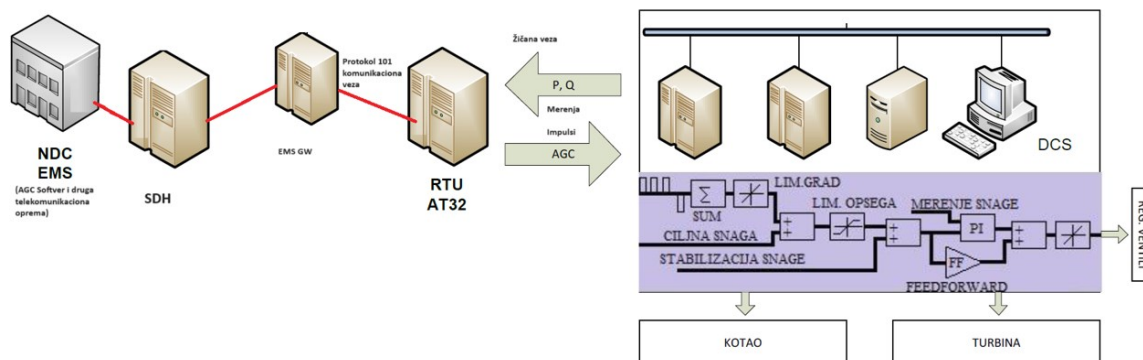 NDC
EMS
(AGC Softver i druga
telekomunikaciona
oprema)
SDH
EMS GW
Protokol 101
komunikaciona
veza
RTU
AT32
Žičana veza
P, Q
Merenja
Impulsi
AGC
DCS
SUM
LIM.GRAD
LIM. OPSEGA
MERENJE SNAGE
CILJNA SNAGA
STABILIZACIJA SNAGE
Σ
+
+
+
+
PI
+
+
FF
FEEDFORWARD
REG. VENTILI
KOTAO
TURBINA